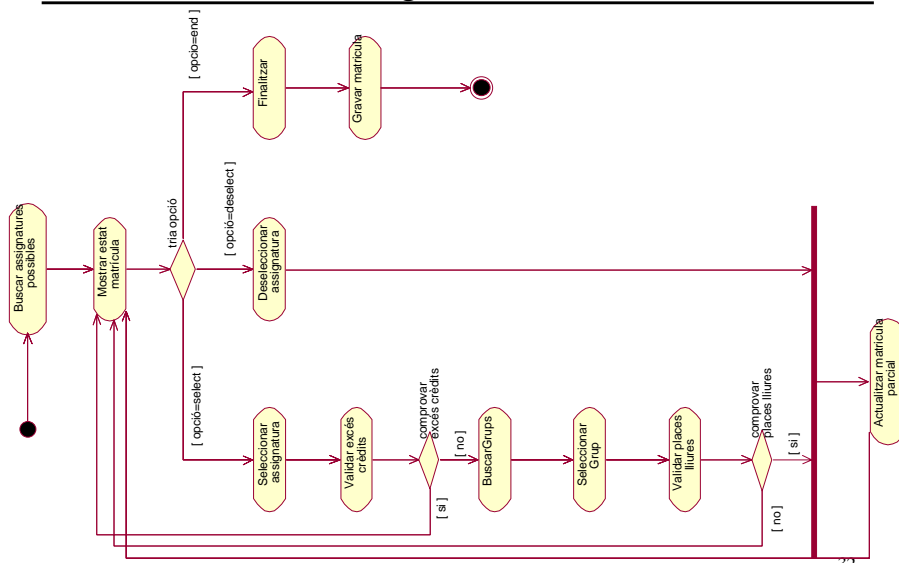 Buscar assignatures
possibles
Mostrar estat
matrícula
tria opció
[ opcio=end ]
Finalitzar
Gravar matricula
[ opció=deselect ]
Deseleccionar
assignatura
[ opció=select ]
Seleccionar
assignatura
Validar excés
crèdits
comprovar
excés crèdits
[ si ]
[ no ]
BuscarGrups
Seleccionar
Grup
Validar places
lliures
comprovar
places lliures
[ no ]
[ si ]
Actualitzar matricula
parcial